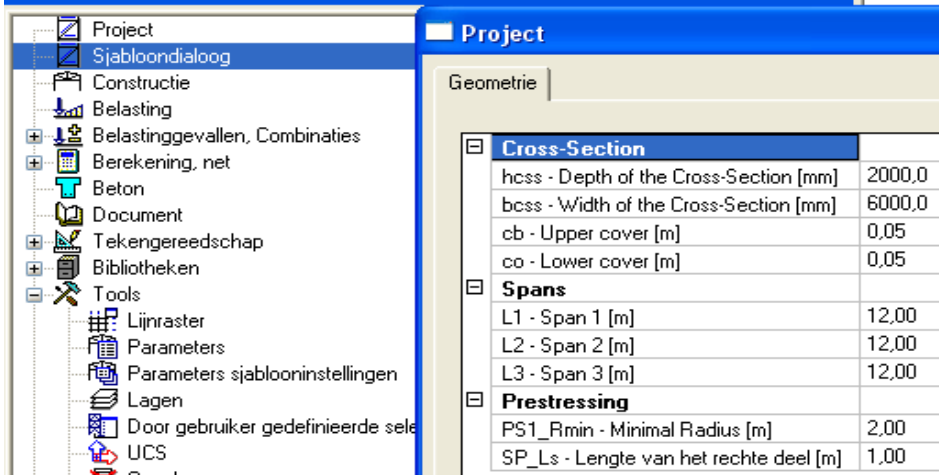 Project
Sjabloondialoog
Constructie
Belasting
Belastinggevallen, Combinaties
Berekening, net
Beton
Document
Tekengereedschap
Bibliotheken
Tools
Lijnraster
Parameters
Parameters sjablooninstellingen
Lagen
Door gebruiker gedefinieerde sele
UCS
Project
Geometrie
Cross-Section
hcss - Depth of the Cross-Section [mm] 2000,0
bcss - Width of the Cross-Section [mm] 6000,0
cb - Upper cover [m] 0,05
co - Lower cover [m] 0,05
Spans
L1 - Span 1 [m] 12,00
L2 - Span 2 [m] 12,00
L3 - Span 3 [m] 12,00
Prestressing
PS1_Rmin - Minimal Radius [m] 2,00
SP_Ls - Lengte van het rechte deel [m] 1,00